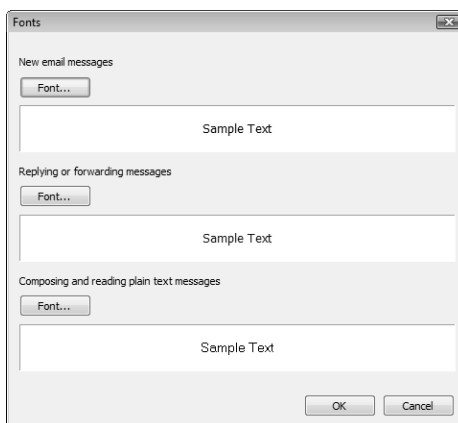 Fonts
New email messages
Font...
Sample Text
Replying or forwarding messages
Font...
Sample Text
Composing and reading plain text messages
Font...
Sample Text
OK Cancel